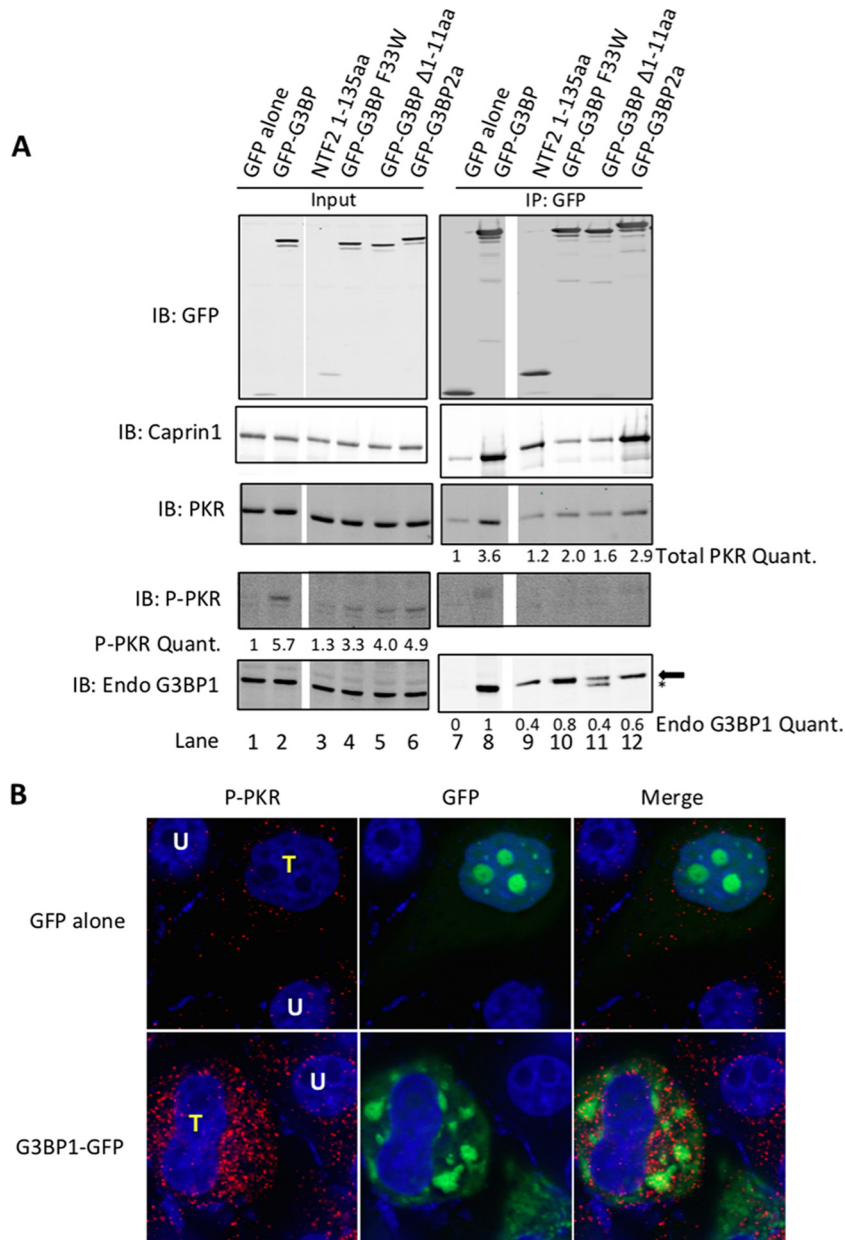 A
GFP alone
GFP-G3BP
NTF2 1-135aa
GFP-G3BP F33W
GFP-G3BP Δ1-11aa
GFP-G3BP2a
GFP alone
GFP-G3BP
NTF2 1-135aa
GFP-G3BP F33W
GFP-G3BP Δ1-11aa
GFP-G3BP2a
Input
IP: GFP
IB: GFP
IB: Caprin1
IB: PKR
1 3.6 1.2 2.0 1.6 2.9 Total PKR Quant.
IB: P-PKR
P-PKR Quant. 1 5.7 1.3 3.3 4.0 4.9
IB: Endo G3BP1
*
0 1 0.4 0.8 0.4 0.6 Endo G3BP1 Quant.
Lane 1 2 3 4 5 6 7 8 9 10 11 12
B
P-PKR GFP Merge
U
T
GFP alone
U
U
T
G3BP1-GFP